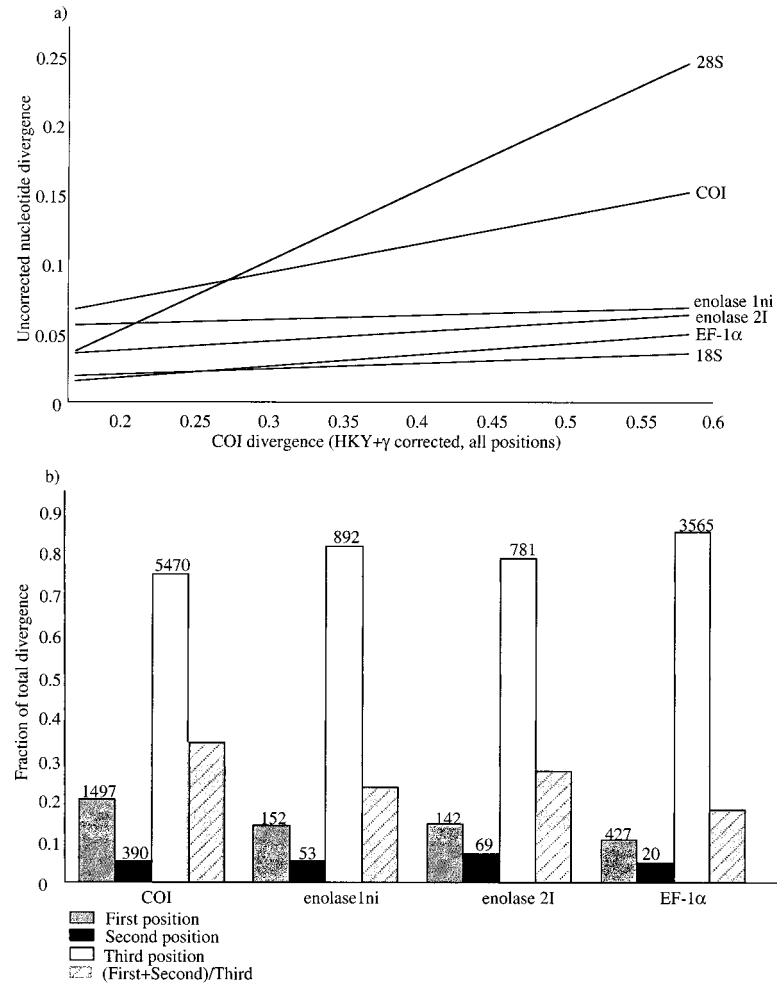 a)
Uncorrected nucleotide divergence
0.25
0.2
0.15
0.1
0.05
0
28S
COI
enolase 1ni
enolase 2I
EF-1α
18S
0.2 0.25 0.3 0.35 0.4 0.45 0.5 0.55 0.6
COI divergence (HKY+γ corrected, all positions)
b)
Fraction of total divergence
0.9
0.8
0.7
0.6
0.5
0.4
0.3
0.2
0.1
0
1497
390
5470
152
53
892
142
69
781
427
20
3565
COI enolase1ni enolase 2I EF-1α
First position
Second position
Third position
(First+Second)/Third